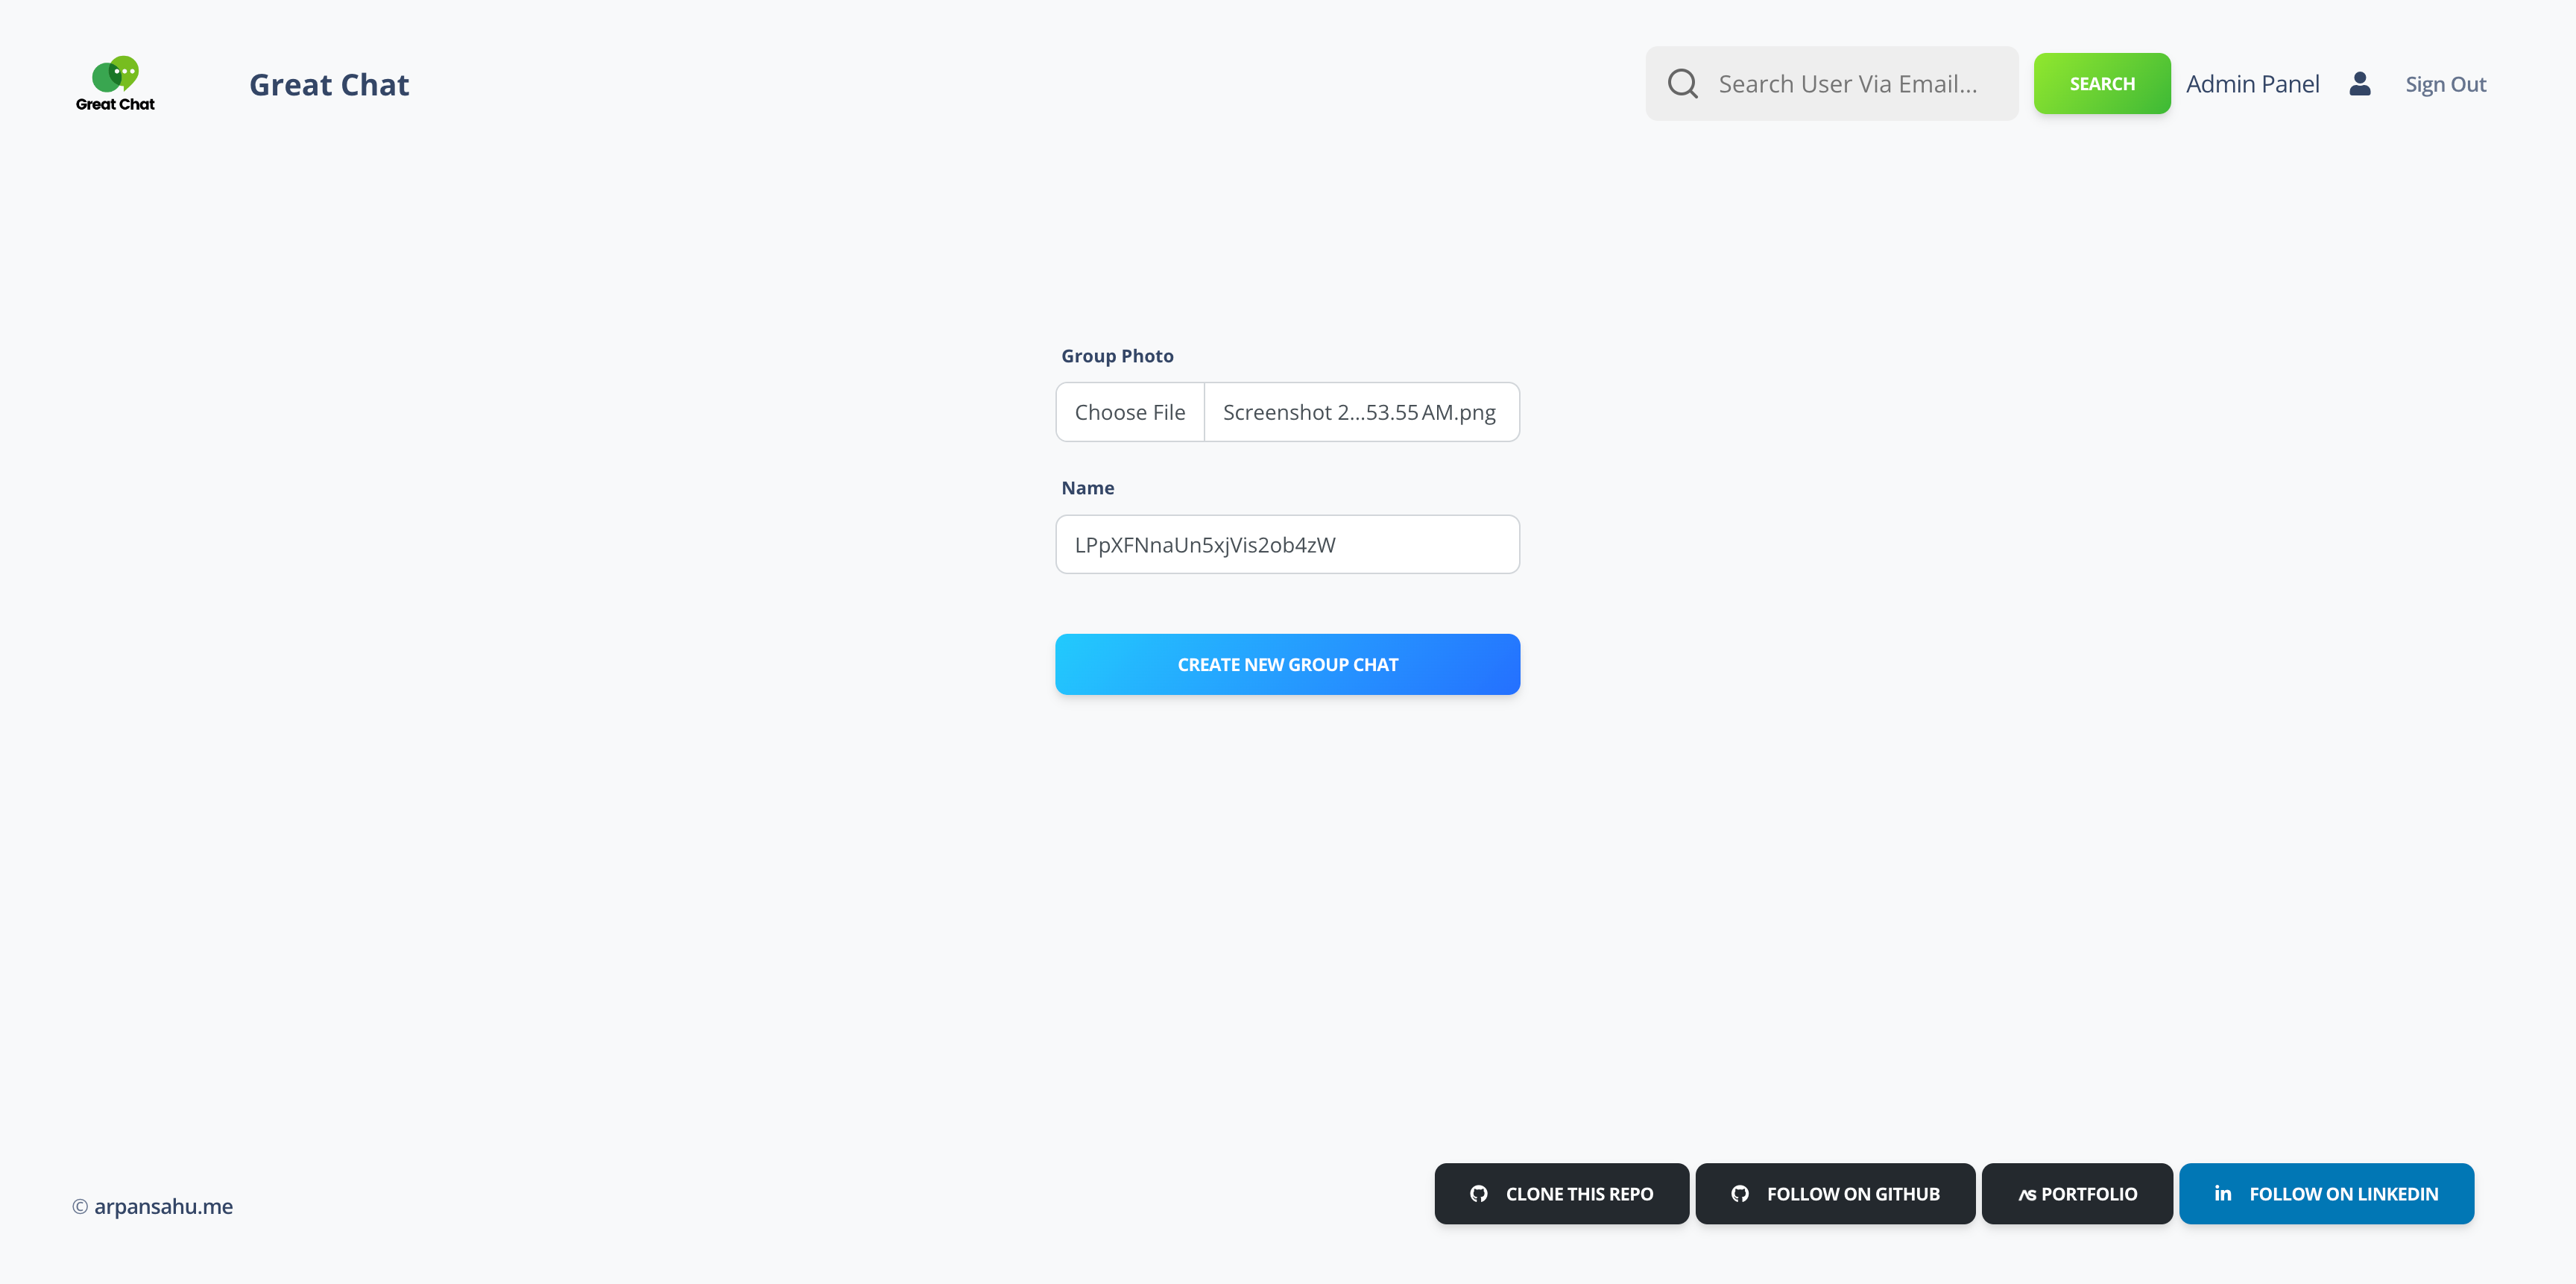 Great Chat
Great Chat
Search User Via Email...
SEARCH
Admin Panel
Sign Out
Group Photo
Choose File
Screenshot 2...53.55 AM.png
Name
LPpXFNnaUn5xjVis2ob4zW
CREATE NEW GROUP CHAT
© arpansahu.me
CLONE THIS REPO
FOLLOW ON GITHUB
AS PORTFOLIO
in FOLLOW ON LINKEDIN